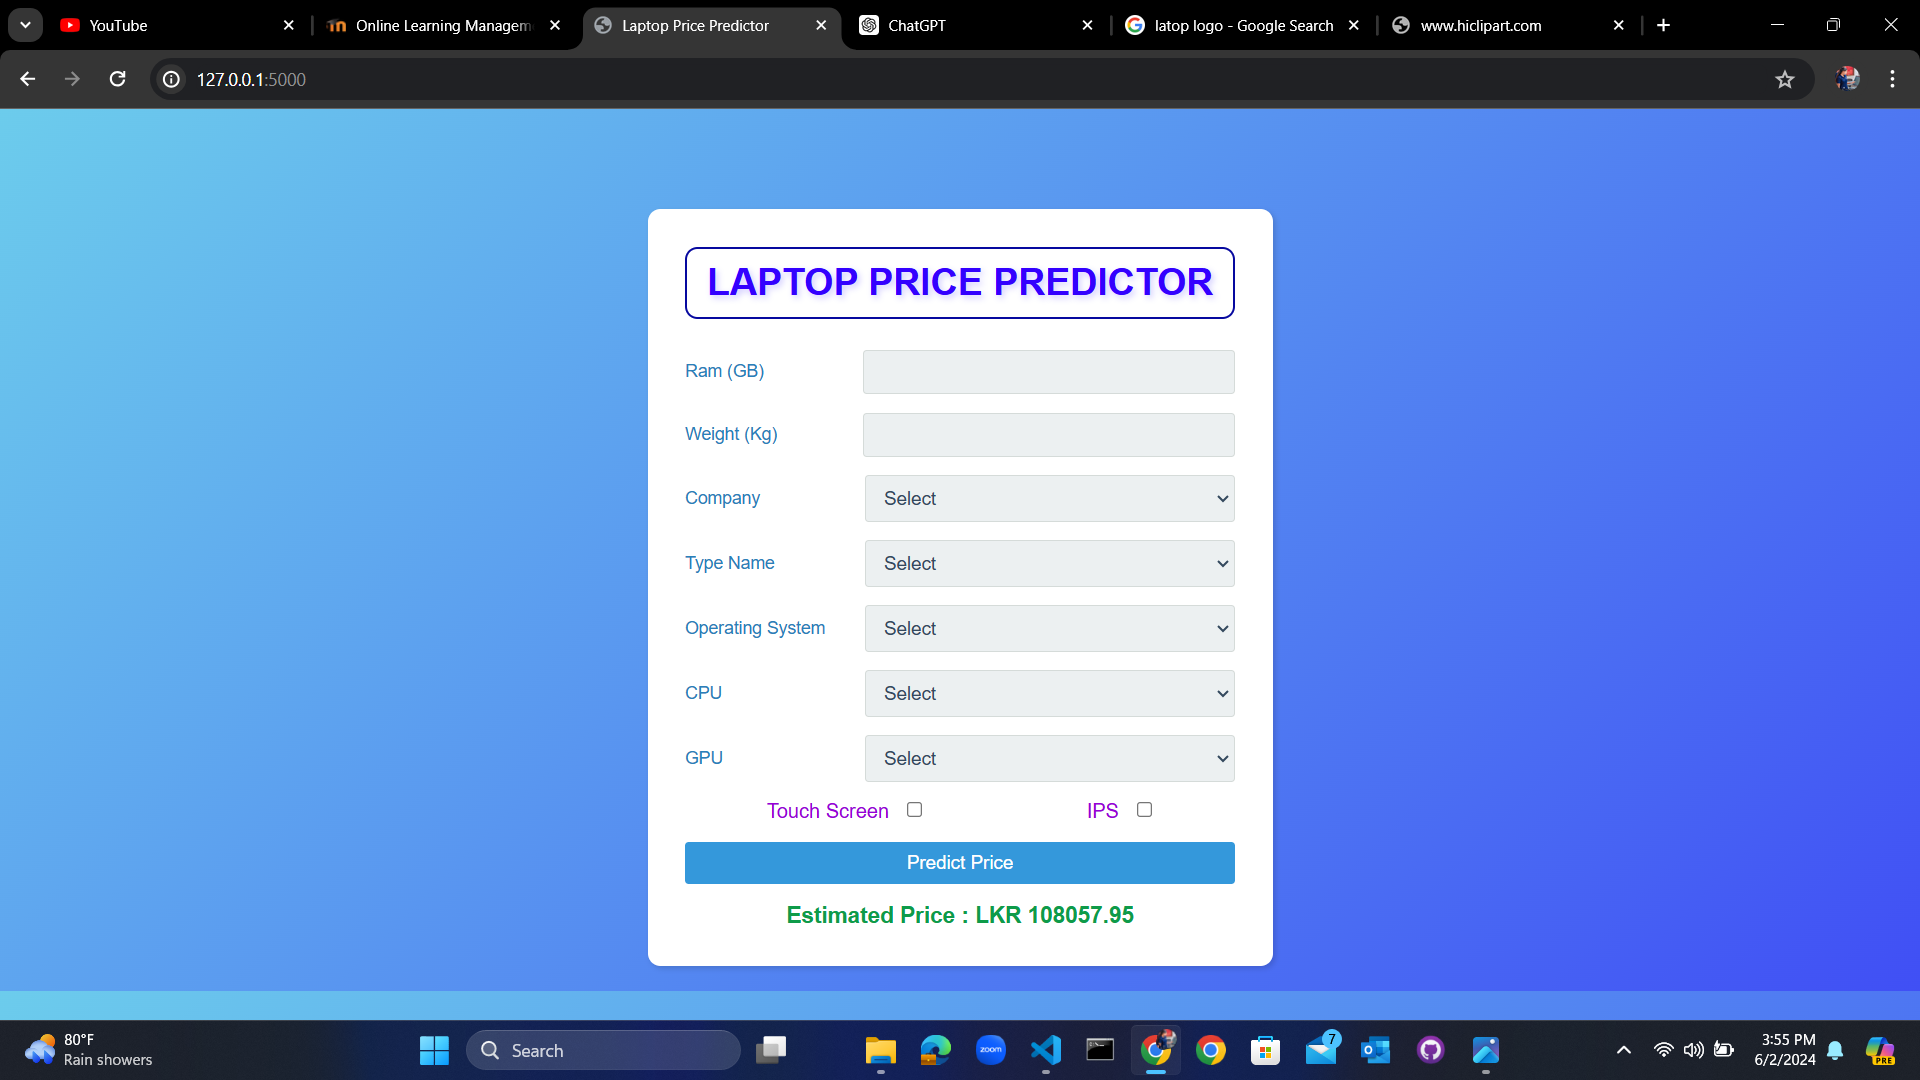 YouTube
Online Learning Managem
Laptop Price Predictor
ChatGPT
latop logo - Google Search
www.hiclipart.com
127.0.0.1:5000
LAPTOP PRICE PREDICTOR
Ram (GB)
Weight (Kg)
Company
Select
Type Name
Select
Operating System
Select
CPU
Select
GPU
Select
Touch Screen
IPS
Predict Price
Estimated Price : LKR 108057.95
80°F
Rain showers
Search
zoom
7
3:55 PM
6/2/2024
PRE